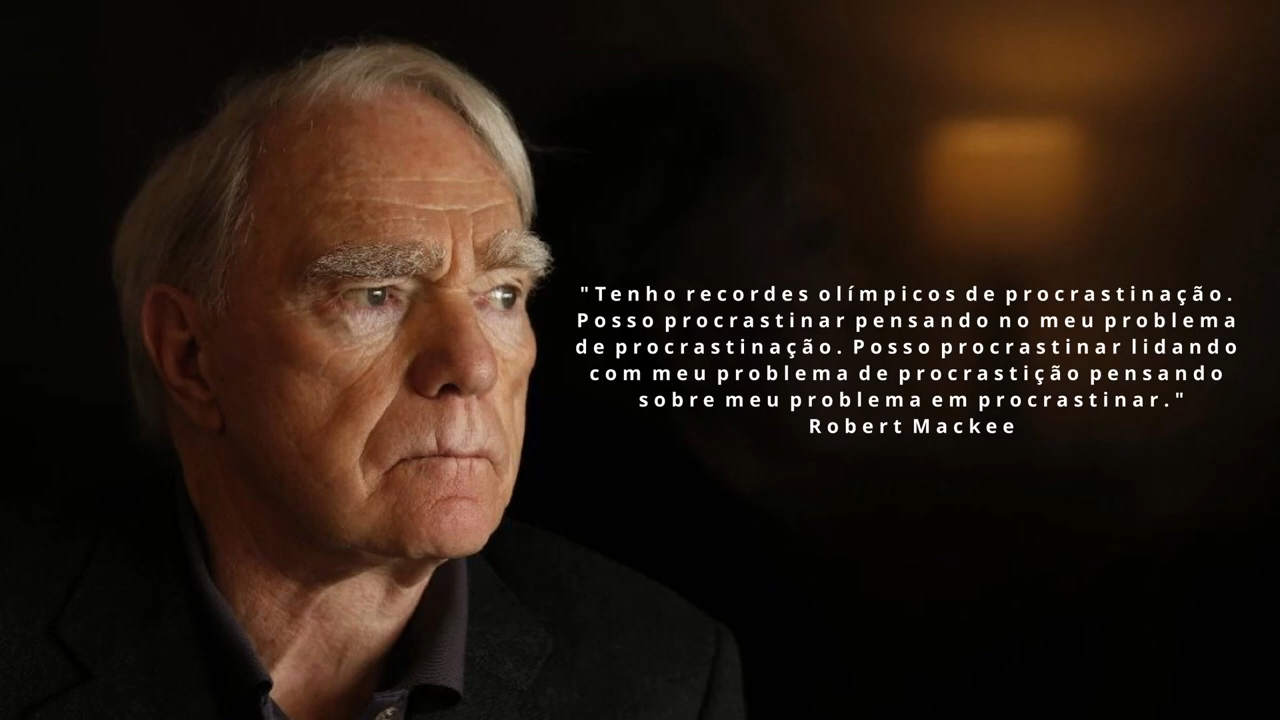 "Tenho recordes olímpicos de procrastinação.
Posso procrastinar pensando no meu problema
de procrastinação. Posso procrastinar lidando
com meu problema de procrastição pensando
sobre meu problema em procrastinar."
Robert Mackee